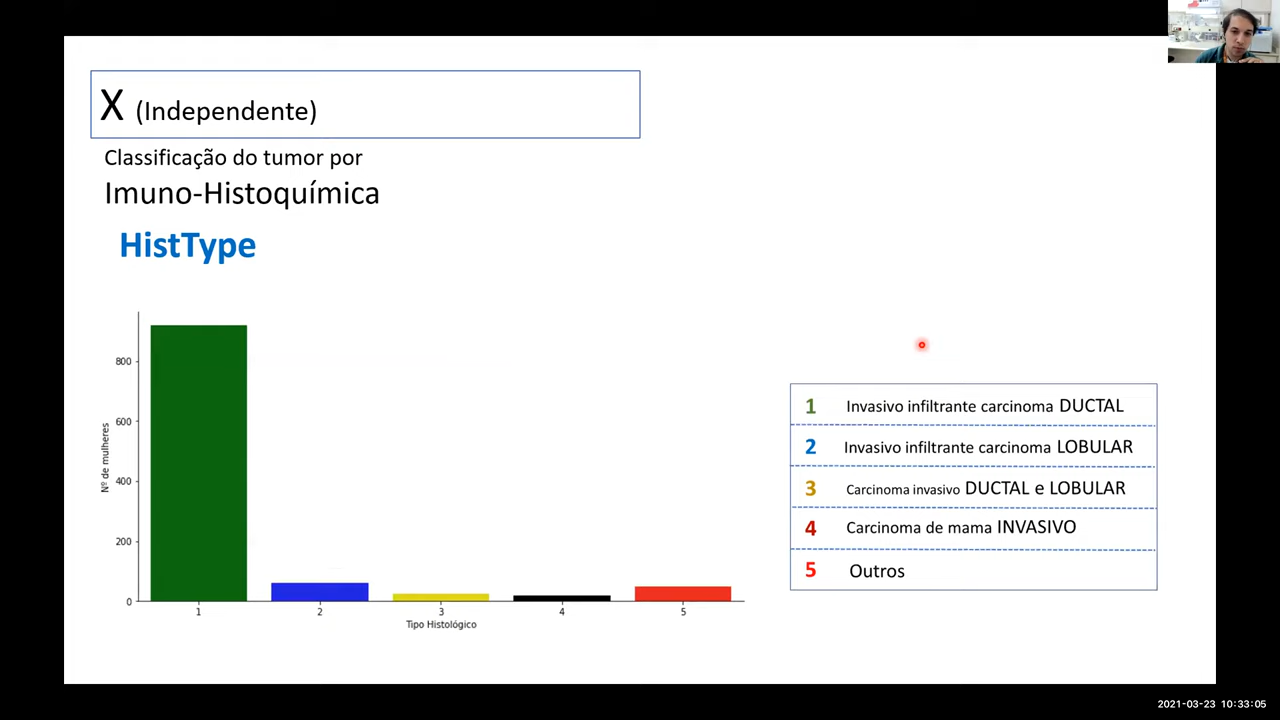 X (Independente)
Classificação do tumor por
Imuno-Histoquímica
HistType
Nº de mulheres
800
600
400
200
0
1 2 3 4 5
Tipo Histológico
1 Invasivo infiltrante carcinoma DUCTAL
2 Invasivo infiltrante carcinoma LOBULAR
3 Carcinoma invasivo DUCTAL e LOBULAR
4 Carcinoma de mama INVASIVO
5 Outros
2021-03-23 10:33:05